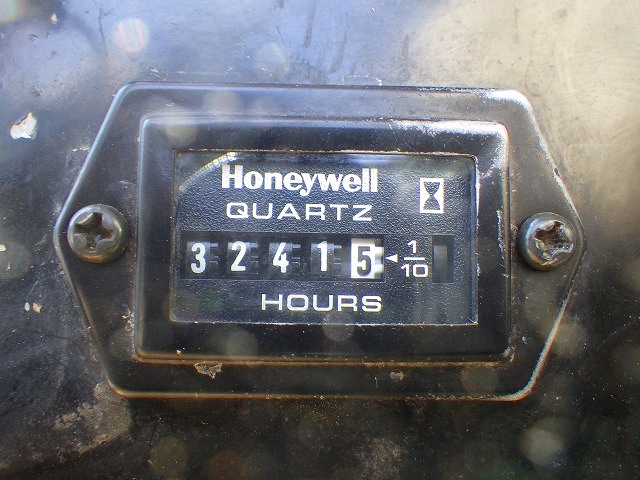 Honeywell
QUARTZ
3 2 4 1 5 ◄ 1/10
HOURS